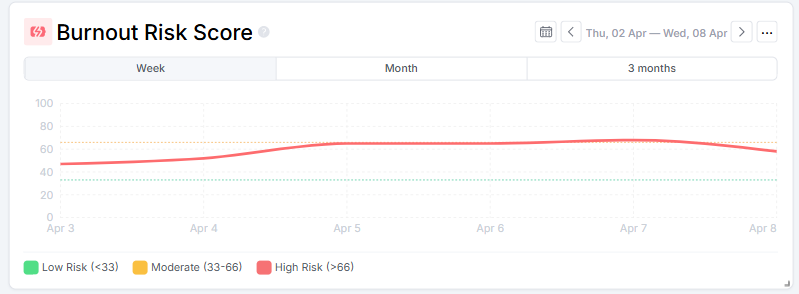 Burnout Risk Score ?
Thu, 02 Apr — Wed, 08 Apr ...
Week Month 3 months
100
80
60
40
20
0
Apr 3 Apr 4 Apr 5 Apr 6 Apr 7 Apr 8
Low Risk (<33) Moderate (33-66) High Risk (>66)